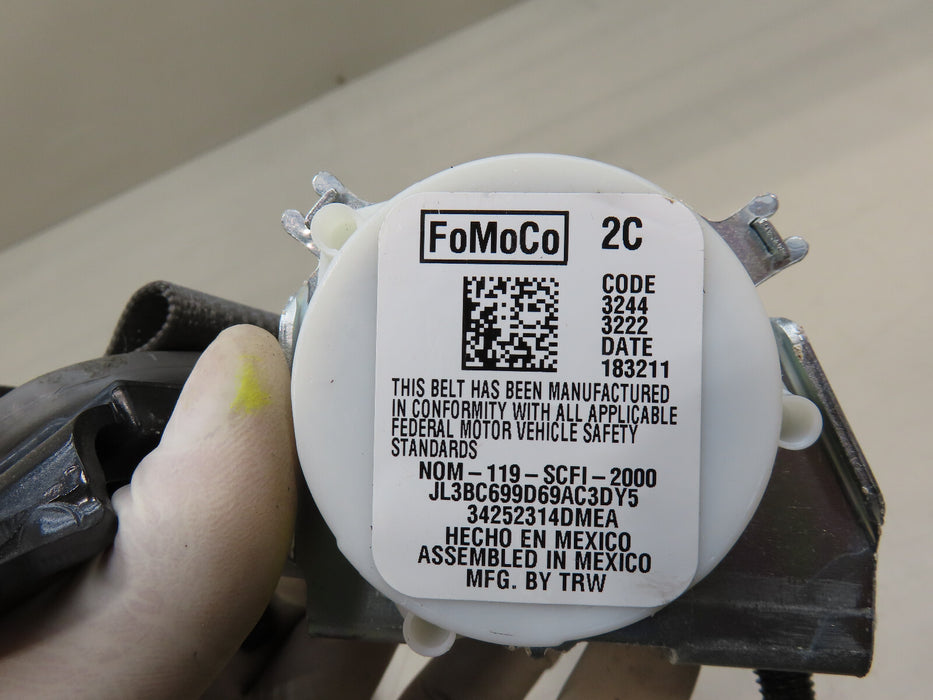 FoMoCo 2C
CODE
3244
3222
DATE
183211
THIS BELT HAS BEEN MANUFACTURED
IN CONFORMITY WITH ALL APPLICABLE
FEDERAL MOTOR VEHICLE SAFETY
STANDARDS
NOM-119-SCFI-2000
JL3BC699D69AC3DY5
34252314DMEA
HECHO EN MEXICO
ASSEMBLED IN MEXICO
MFG. BY TRW